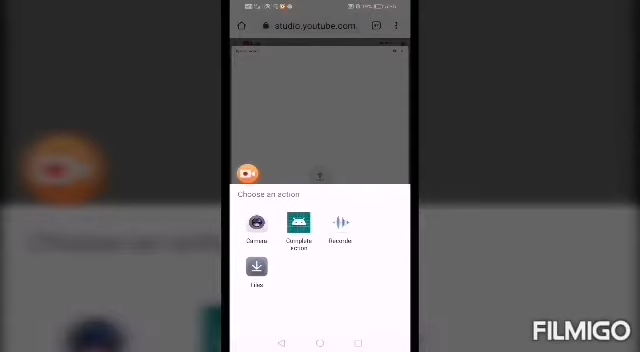 studio.youtube.com
Choose an action
Camera
Complete
action
Recorder
Files
FILMIGO